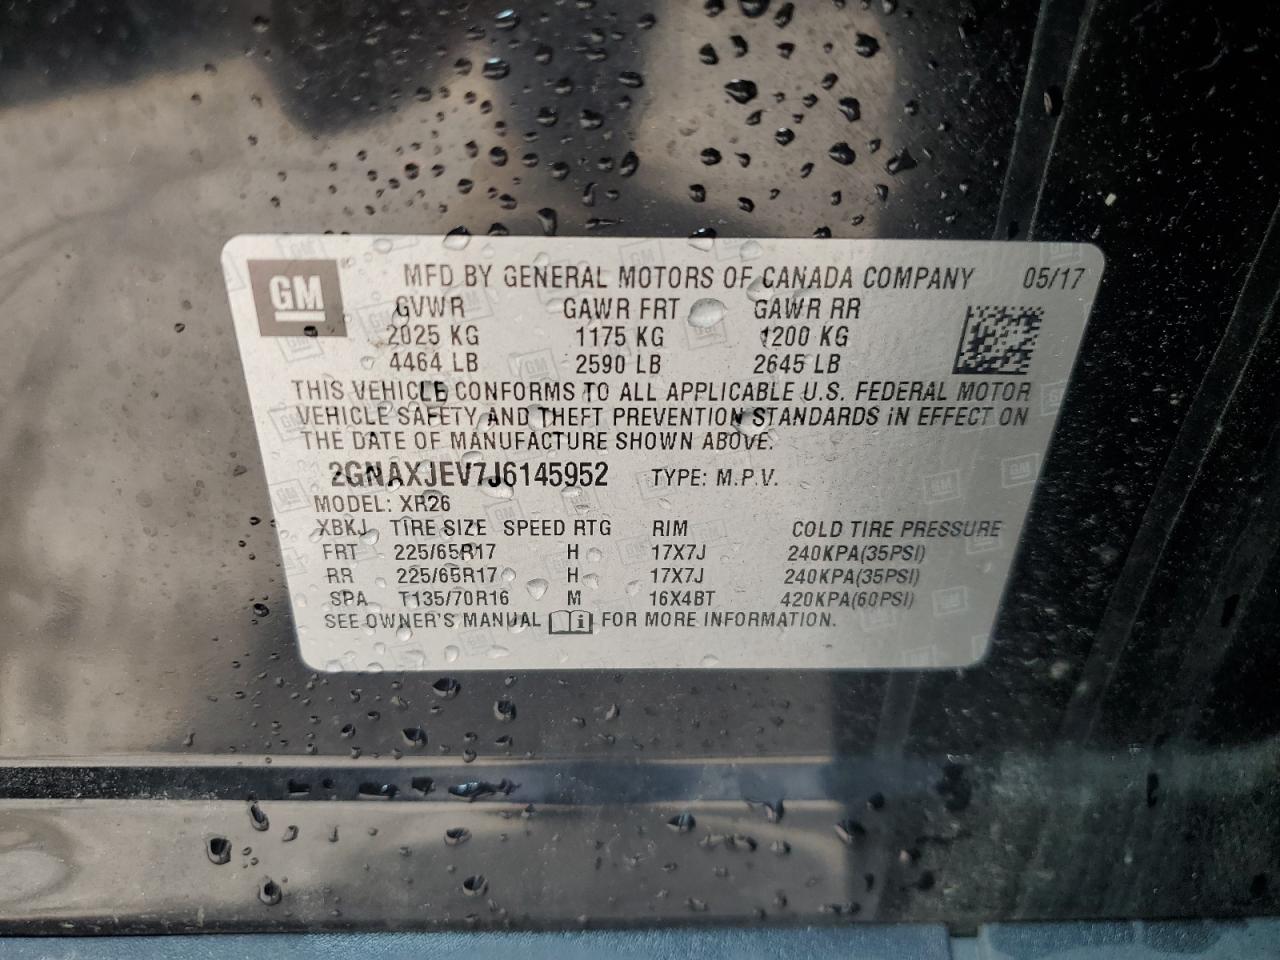 GM
MFD BY GENERAL MOTORS OF CANADA COMPANY 05/17
GVWR GAWR FRT GAWR RR
2025 KG 1175 KG 1200 KG
4464 LB 2590 LB 2645 LB
THIS VEHICLE CONFORMS TO ALL APPLICABLE U.S. FEDERAL MOTOR
VEHICLE SAFETY AND THEFT PREVENTION STANDARDS IN EFFECT ON
THE DATE OF MANUFACTURE SHOWN ABOVE.
2GNAXJEV7J6145952 TYPE: M.P.V.
MODEL: XR26
XBKJ TIRE SIZE SPEED RTG RIM COLD TIRE PRESSURE
FRT 225/65R17 H 17X7J 240KPA(35PSI)
RR 225/65R17 H 17X7J 240KPA(35PSI)
SPA T135/70R16 M 16X4BT 420KPA(60PSI)
SEE OWNER'S MANUAL i FOR MORE INFORMATION.